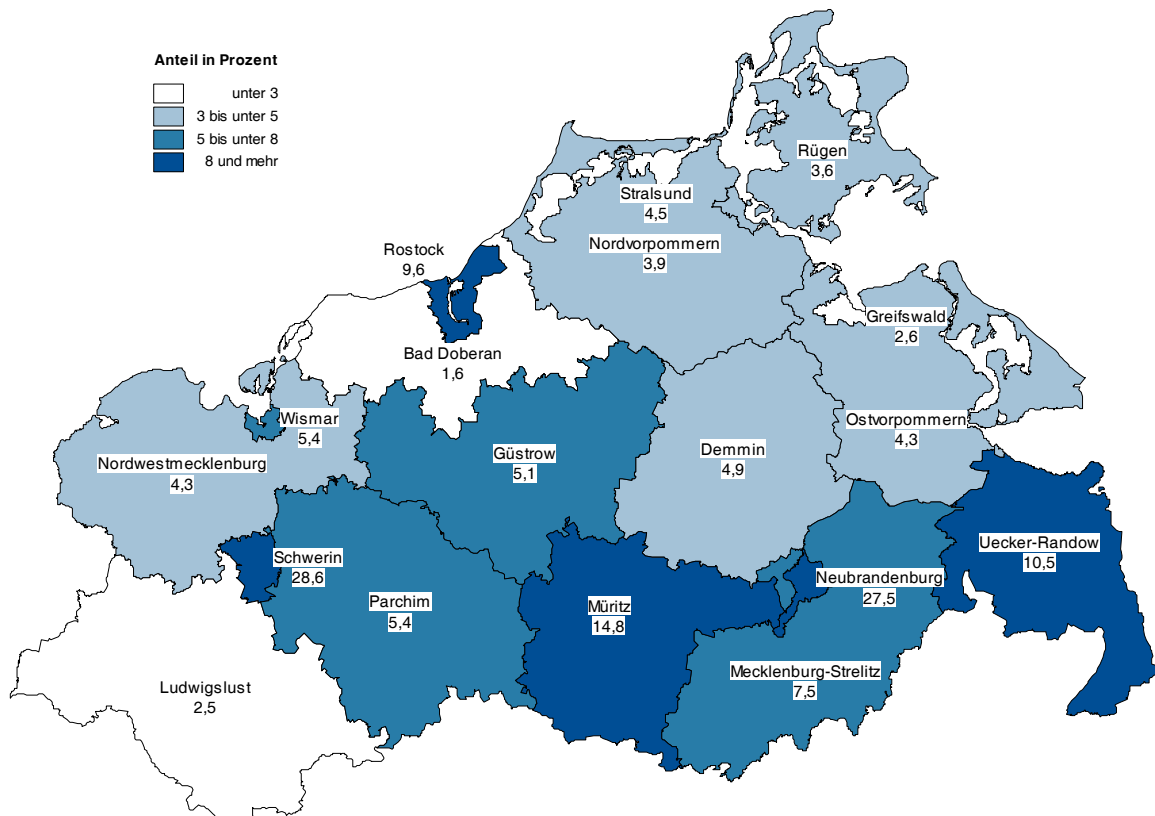 Anteil in Prozent
unter 3
3 bis unter 5
5 bis unter 8
8 und mehr
Rügen
3,6
Stralsund
4,5
Nordvorpommern
3,9
Rostock
9,6
Greifswald
2,6
Bad Doberan
1,6
Wismar
5,4
Ostvorpommern
4,3
Nordwestmecklenburg
4,3
Güstrow
5,1
Demmin
4,9
Uecker-Randow
10,5
Schwerin
28,6
Neubrandenburg
27,5
Parchim
5,4
Müritz
14,8
Mecklenburg-Strelitz
7,5
Ludwigslust
2,5